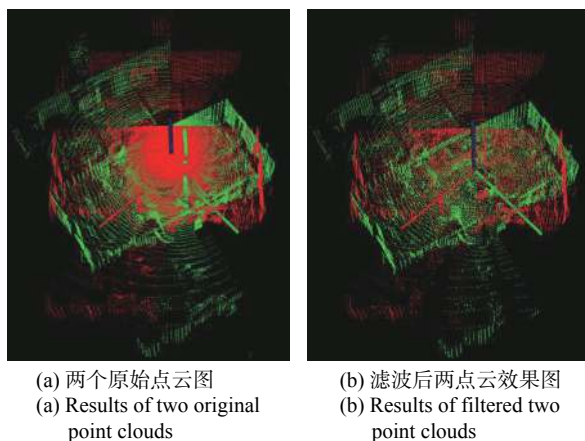 (a) 两个原始点云图
(a) Results of two original
point clouds
(b) 滤波后两点云效果图
(b) Results of filtered two
point clouds